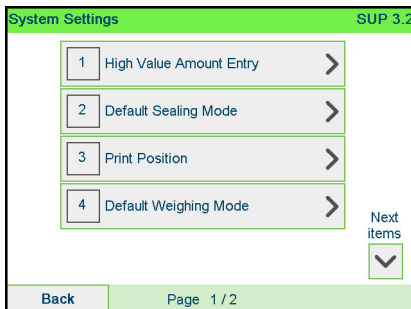 System Settings SUP 3.2
1 High Value Amount Entry
2 Default Sealing Mode
3 Print Position
4 Default Weighing Mode
Next
items
Back Page 1/2